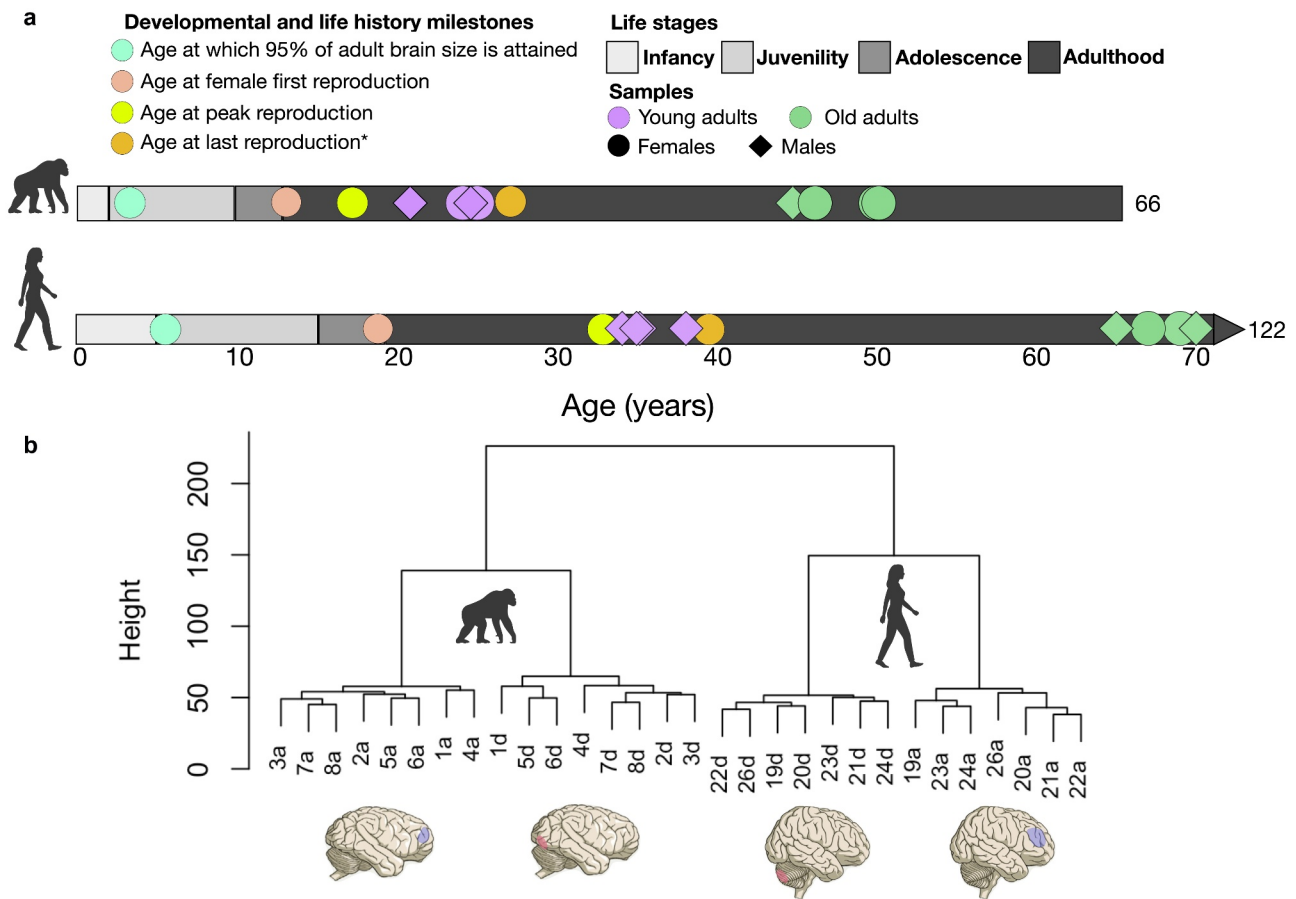 a
Developmental and life history milestones
Age at which 95% of adult brain size is attained
Age at female first reproduction
Age at peak reproduction
Age at last reproduction*
Life stages
Infancy Juvenility Adolescence Adulthood
Samples
Young adults Old adults
Females Males
66
122
0 10 20 30 40 50 60 70
Age (years)
b
Height
200
150
100
50
0
3a 7a 8a 2a 5a 6a 1a 4a 1d 5d 6d 4d 7d 8d 2d 3d 22d 26d 19d 20d 23d 21d 24d 19a 23a 24a 26a 20a 21a 22a